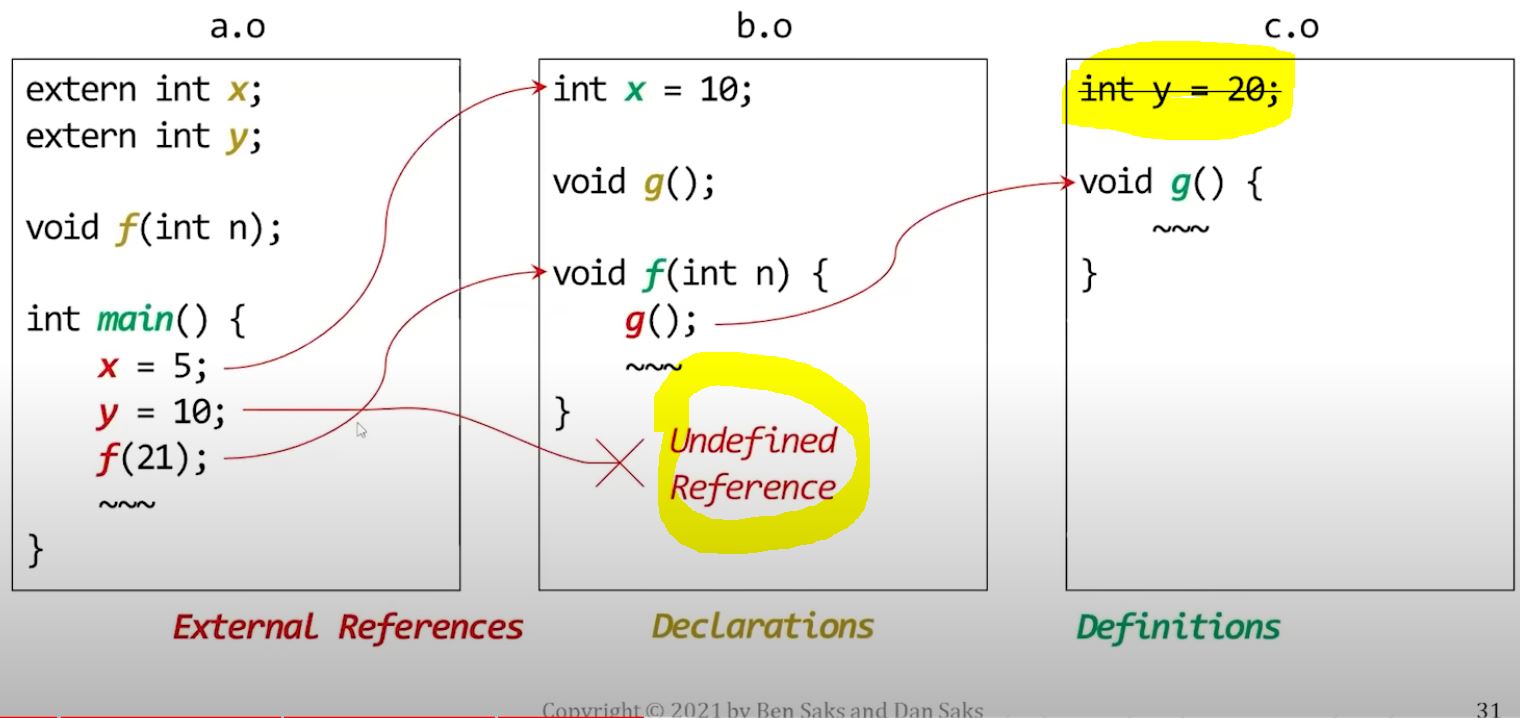 a.o
extern int x;
extern int y;
void f(int n);
int main() {
x = 5;
y = 10;
f(21);
~~~
}
b.o
int x = 10;
void g();
void f(int n) {
g();
~~~
}
Undefined
Reference
c.o
int y = 20;
void g() {
~~~
}
External References
Declarations
Definitions
Copyright © 2021 by Ben Saks and Dan Saks
31